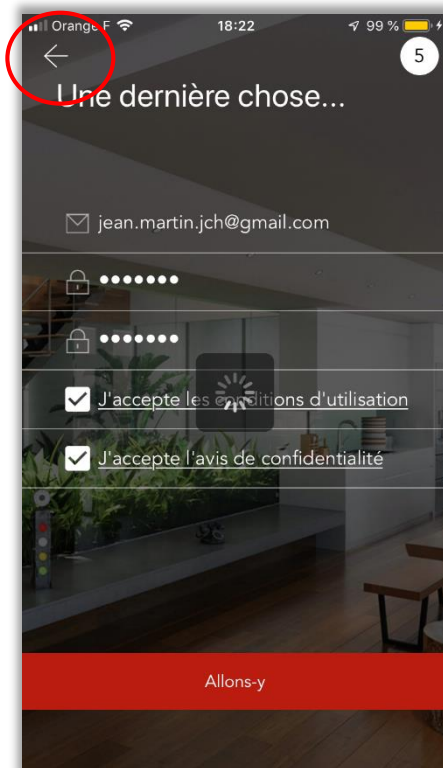 Orange F 18:22 99 %
5
Une dernière chose...
jean.martin.jch@gmail.com
•••••••
•••••••
J'accepte les conditions d'utilisation
J'accepte l'avis de confidentialité
Allons-y